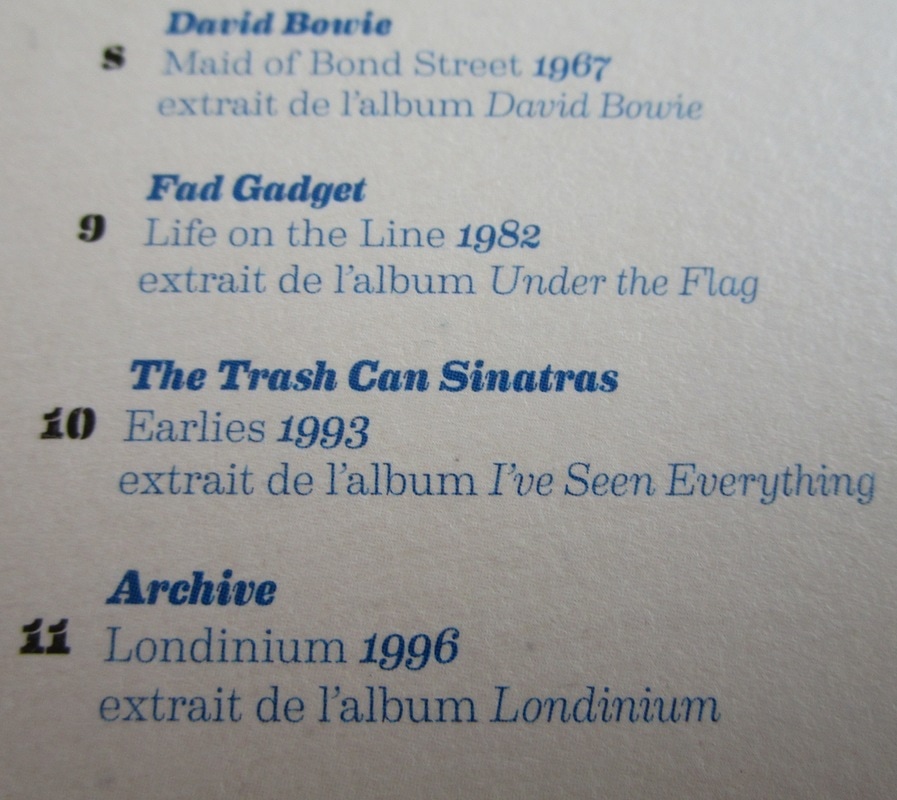 David Bowie
8 Maid of Bond Street 1967
extrait de l'album David Bowie
Fad Gadget
9 Life on the Line 1982
extrait de l'album Under the Flag
The Trash Can Sinatras
10 Earlies 1993
extrait de l'album I've Seen Everything
Archive
11 Londinium 1996
extrait de l'album Londinium